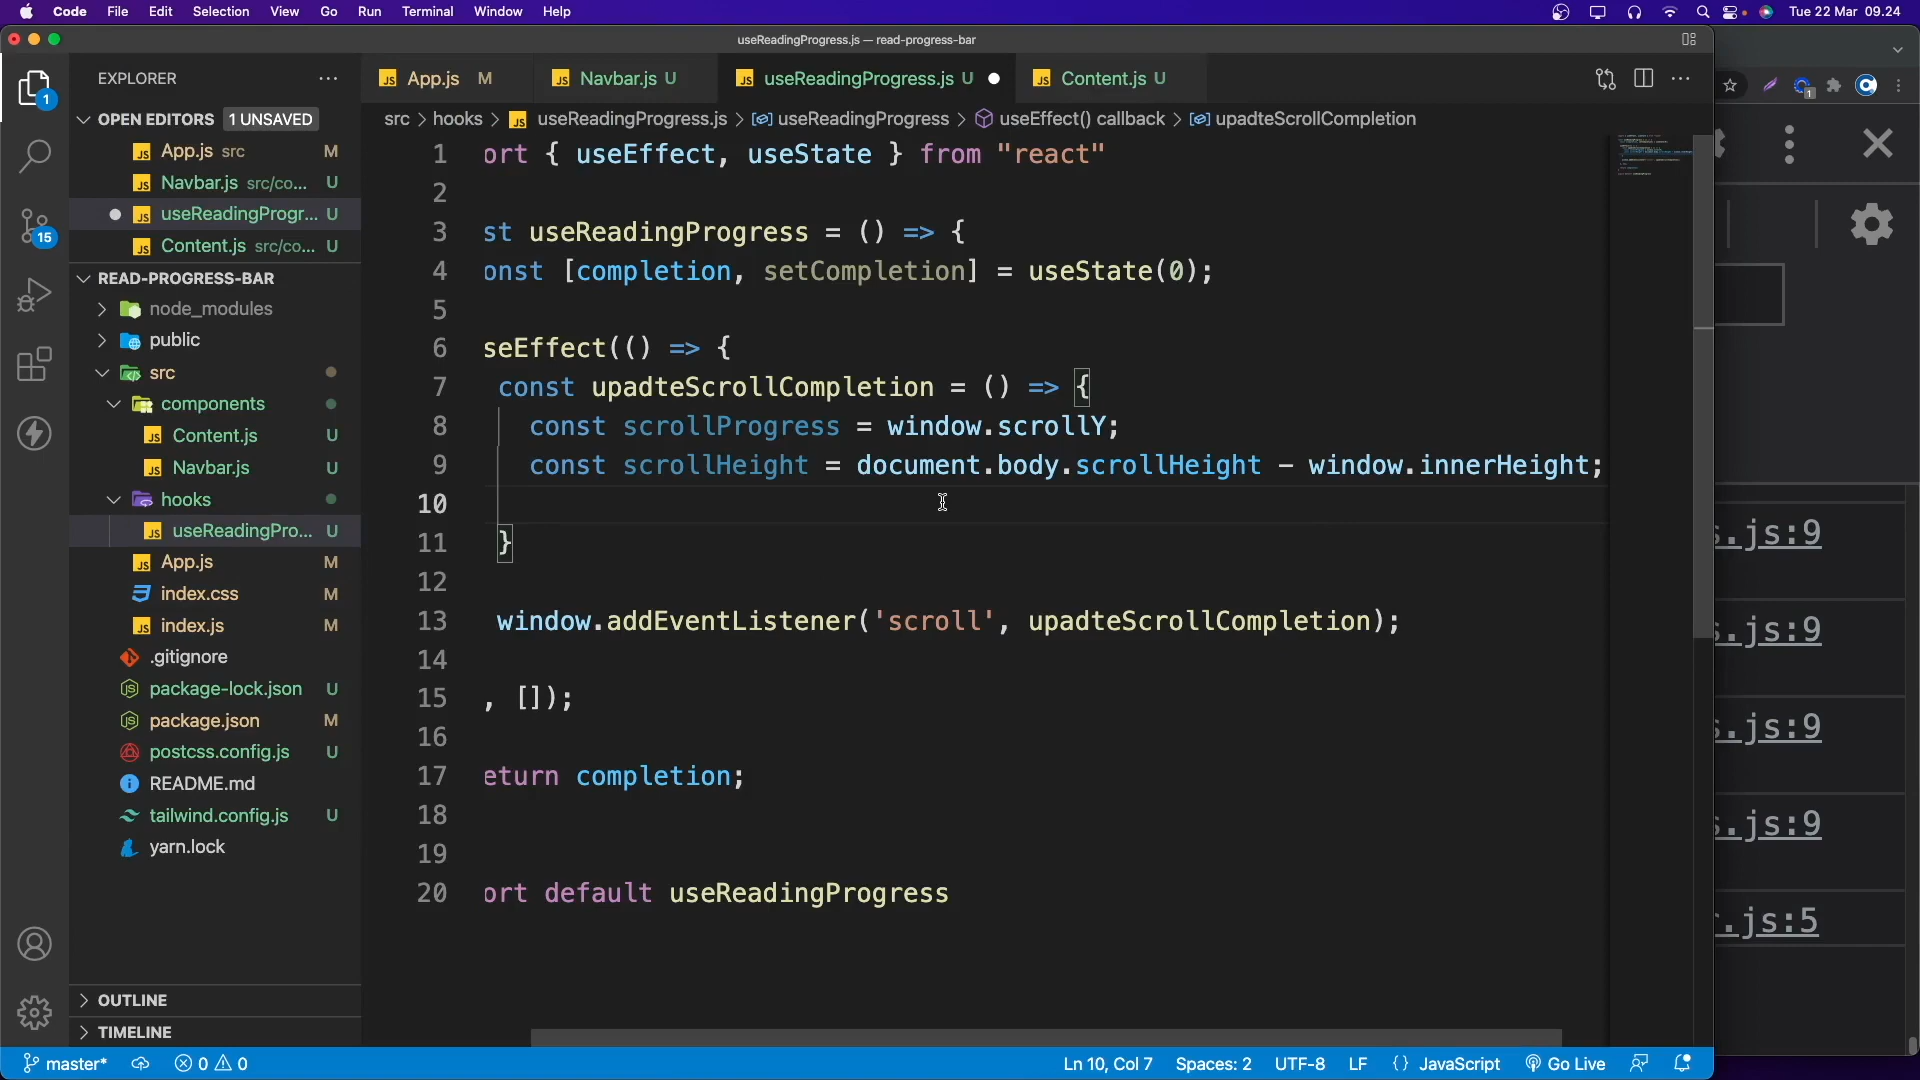 Code File Edit Selection View Go Run Terminal Window Help Tue 22 Mar 09.24
useReadingProgress.js — read-progress-bar
EXPLORER
App.js M Navbar.js U useReadingProgress.js U Content.js U
OPEN EDITORS 1 UNSAVED
App.js src M
Navbar.js src/co... U
useReadingProgr... U
Content.js src/co... U
READ-PROGRESS-BAR
node_modules
public
src
components
Content.js U
Navbar.js U
hooks
useReadingPro... U
App.js M
index.css M
index.js M
.gitignore
package-lock.json U
package.json M
postcss.config.js U
README.md
tailwind.config.js U
yarn.lock
OUTLINE
TIMELINE
1
15
src > hooks > useReadingProgress.js > useReadingProgress > useEffect() callback > upadteScrollCompletion
1 ort { useEffect, useState } from "react"
2
3 st useReadingProgress = () => {
4 onst [completion, setCompletion] = useState(0);
5
6 seEffect(() => {
7 const upadteScrollCompletion = () => {
8 const scrollProgress = window.scrollY;
9 const scrollHeight = document.body.scrollHeight - window.innerHeight;
10
11 }
12
13 window.addEventListener('scroll', upadteScrollCompletion);
14
15 , []);
16
17 eturn completion;
18
19
20 ort default useReadingProgress
1
s.js:9
s.js:9
s.js:9
s.js:9
r.js:5
master* 0 0 Ln 10, Col 7 Spaces: 2 UTF-8 LF {} JavaScript Go Live